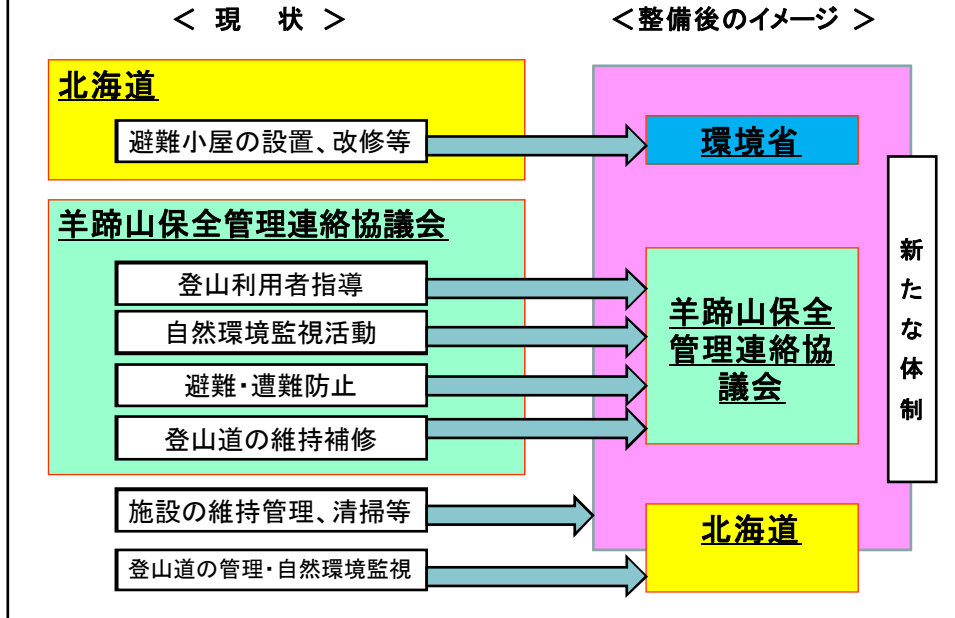 ＜ 現　状 ＞
＜整備後のイメージ ＞
北海道
避難小屋の設置、改修等
環境省
羊蹄山保全管理連絡協議会
登山利用者指導
自然環境監視活動
避難・遭難防止
登山道の維持補修
羊蹄山保全
管理連絡協
議会
新たな体制
施設の維持管理、清掃等
北海道
登山道の管理・自然環境監視